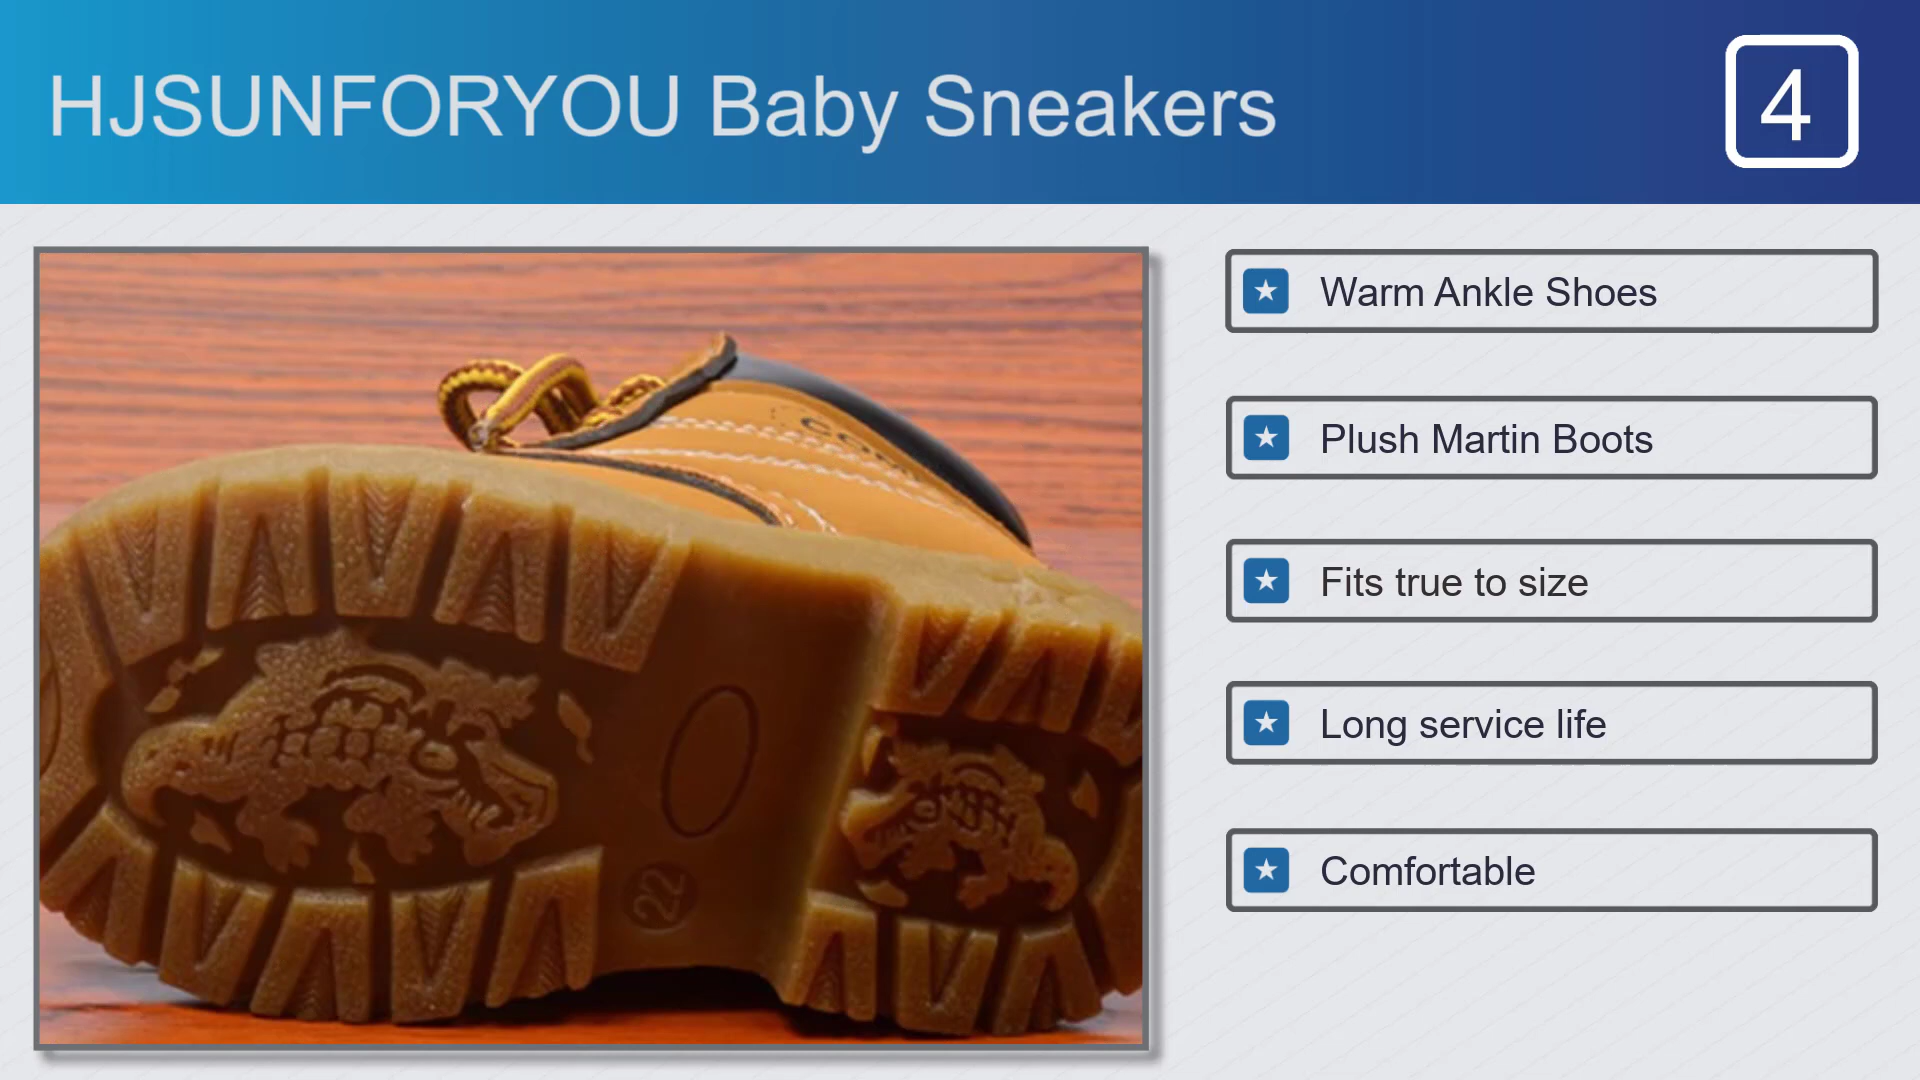 HJSUNFORYOU Baby Sneakers
4
Warm Ankle Shoes
Plush Martin Boots
Fits true to size
Long service life
Comfortable
22